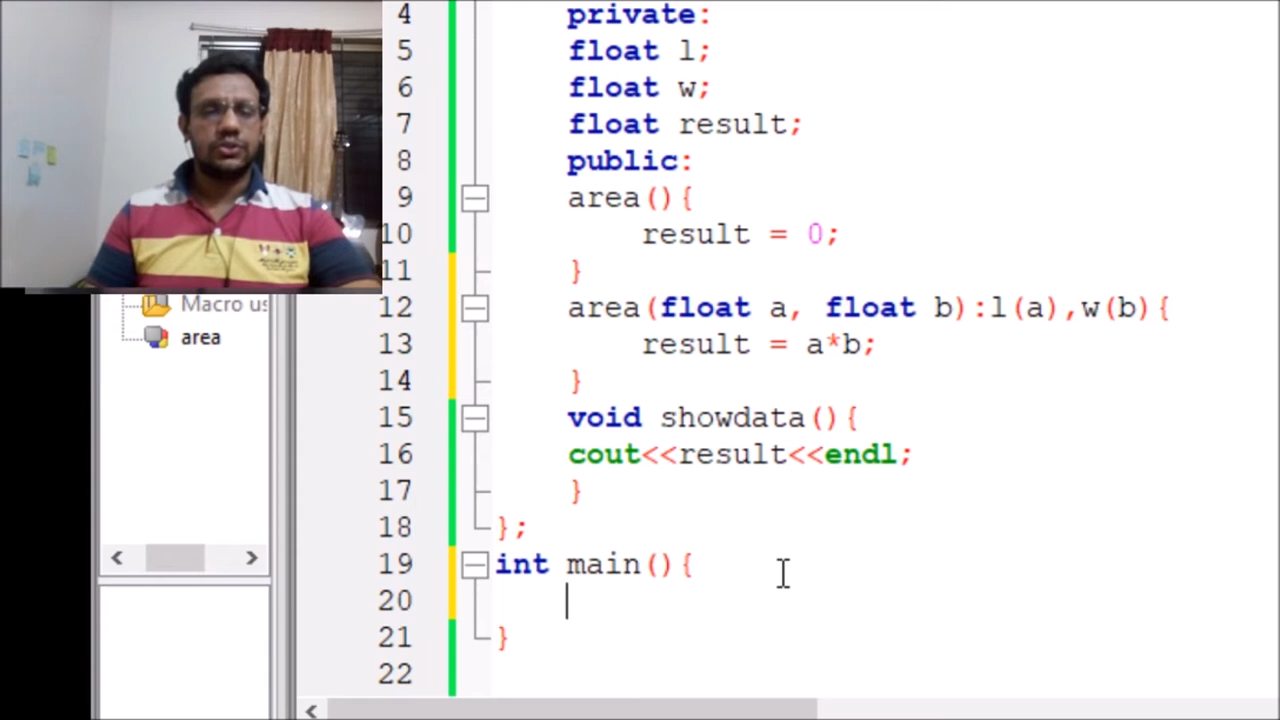 4 private:
5 float l;
6 float w;
7 float result;
8 public:
9 area(){
10 result = 0;
11 }
12 area(float a, float b):l(a),w(b){
13 result = a*b;
14 }
15 void showdata(){
16 cout<<result<<endl;
17 }
18 };
19 int main(){
20
21 }
22
Macro us
area